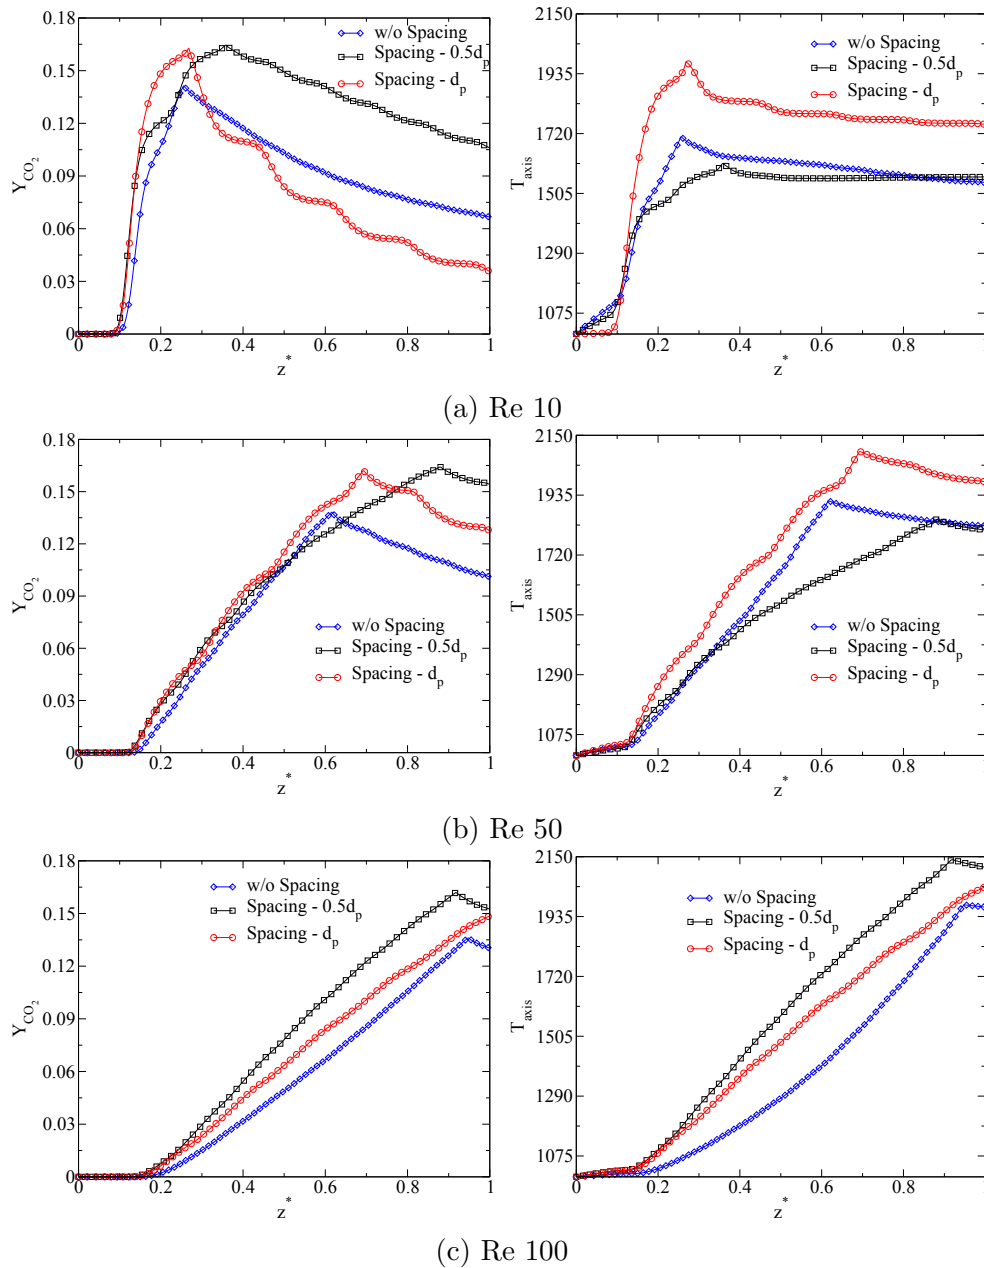 0.18
0.15
0.12
0.09
0.06
0.03
0
Y_CO2
w/o Spacing
Spacing - 0.5d_p
Spacing - d_p
0 0.2 0.4 0.6 0.8 1
z*
2150
1935
1720
1505
1290
1075
T_axis
w/o Spacing
Spacing - 0.5d_p
Spacing - d_p
0 0.2 0.4 0.6 0.8 1
z*
(a) Re 10
0.18
0.15
0.12
0.09
0.06
0.03
0
Y_CO2
w/o Spacing
Spacing - 0.5d_p
Spacing - d_p
0 0.2 0.4 0.6 0.8 1
z*
2150
1935
1720
1505
1290
1075
T_axis
w/o Spacing
Spacing - 0.5d_p
Spacing - d_p
0 0.2 0.4 0.6 0.8 1
z*
(b) Re 50
0.18
0.15
0.12
0.09
0.06
0.03
0
Y_CO2
w/o Spacing
Spacing - 0.5d_p
Spacing - d_p
0 0.2 0.4 0.6 0.8 1
z*
2150
1935
1720
1505
1290
1075
T_axis
w/o Spacing
Spacing - 0.5d_p
Spacing - d_p
0 0.2 0.4 0.6 0.8 1
z*
(c) Re 100